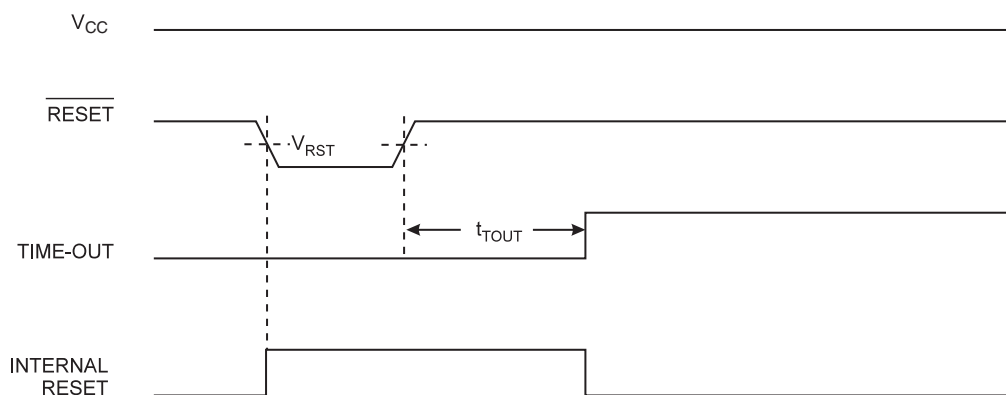 VCC
RESET
VRST
tTOUT
TIME-OUT
INTERNAL
RESET